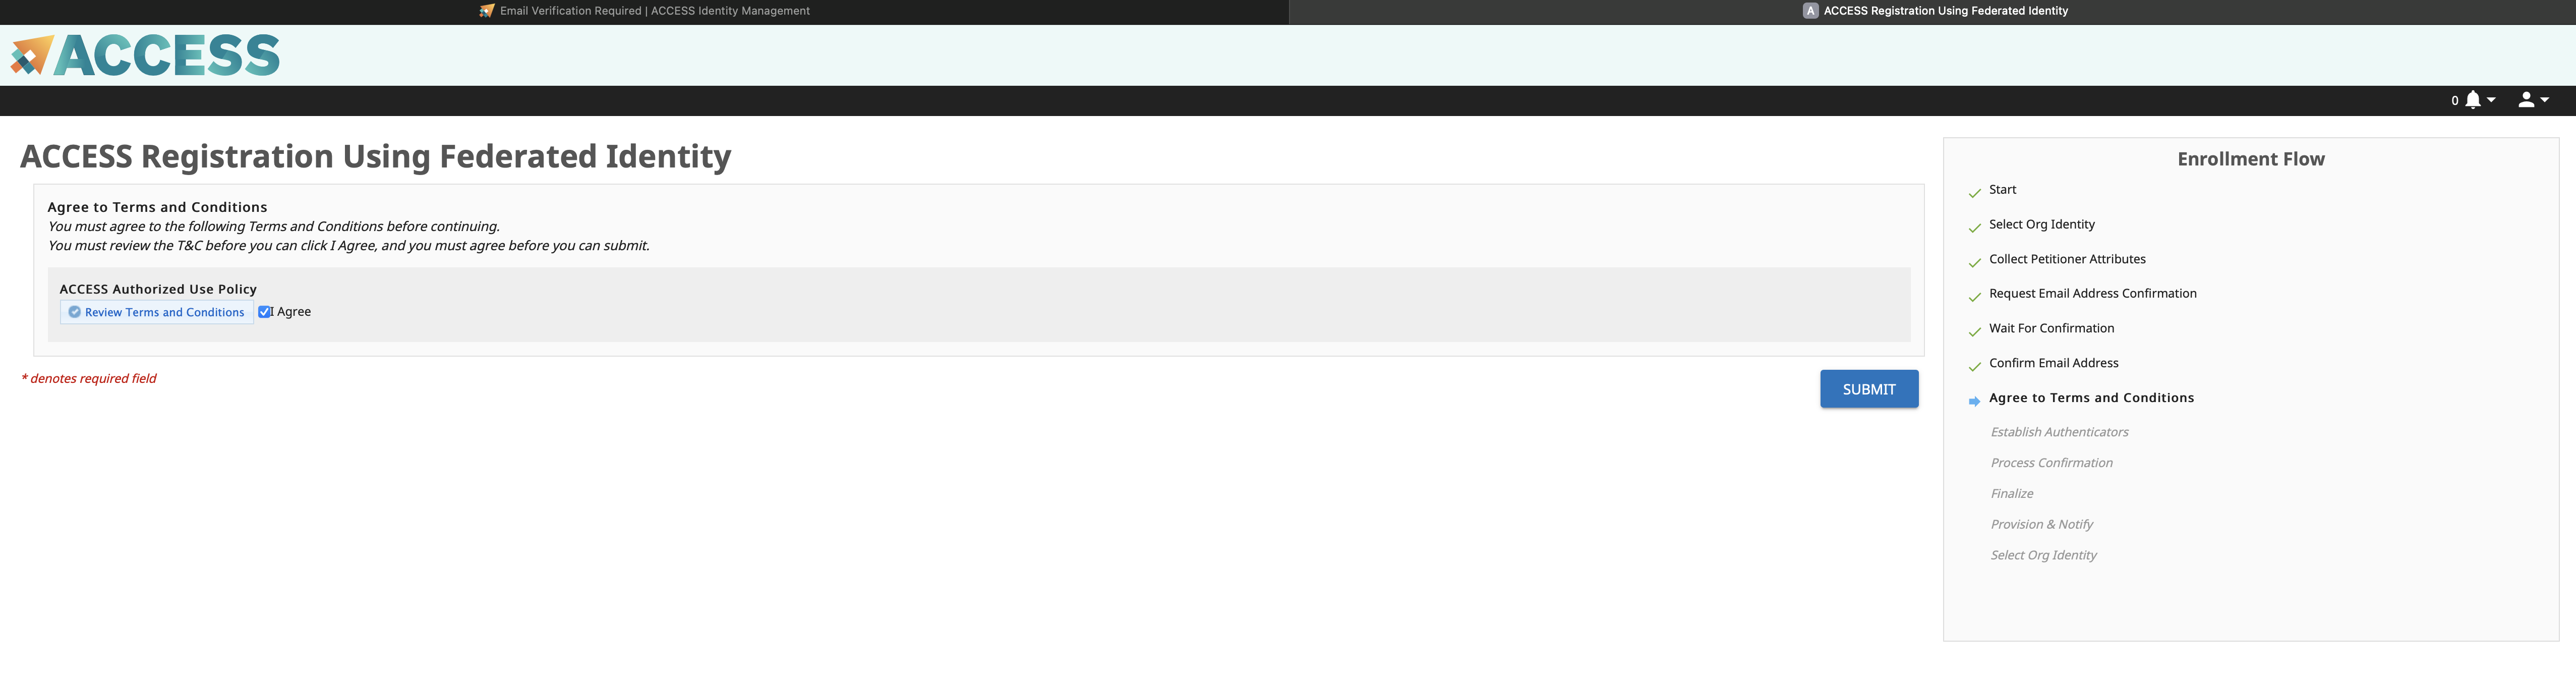 Email Verification Required | ACCESS Identity Management
A ACCESS Registration Using Federated Identity
ACCESS
0
ACCESS Registration Using Federated Identity
Agree to Terms and Conditions
You must agree to the following Terms and Conditions before continuing.
You must review the T&C before you can click I Agree, and you must agree before you can submit.
ACCESS Authorized Use Policy
Review Terms and Conditions I Agree
* denotes required field
SUBMIT
Enrollment Flow
Start
Select Org Identity
Collect Petitioner Attributes
Request Email Address Confirmation
Wait For Confirmation
Confirm Email Address
Agree to Terms and Conditions
Establish Authenticators
Process Confirmation
Finalize
Provision & Notify
Select Org Identity